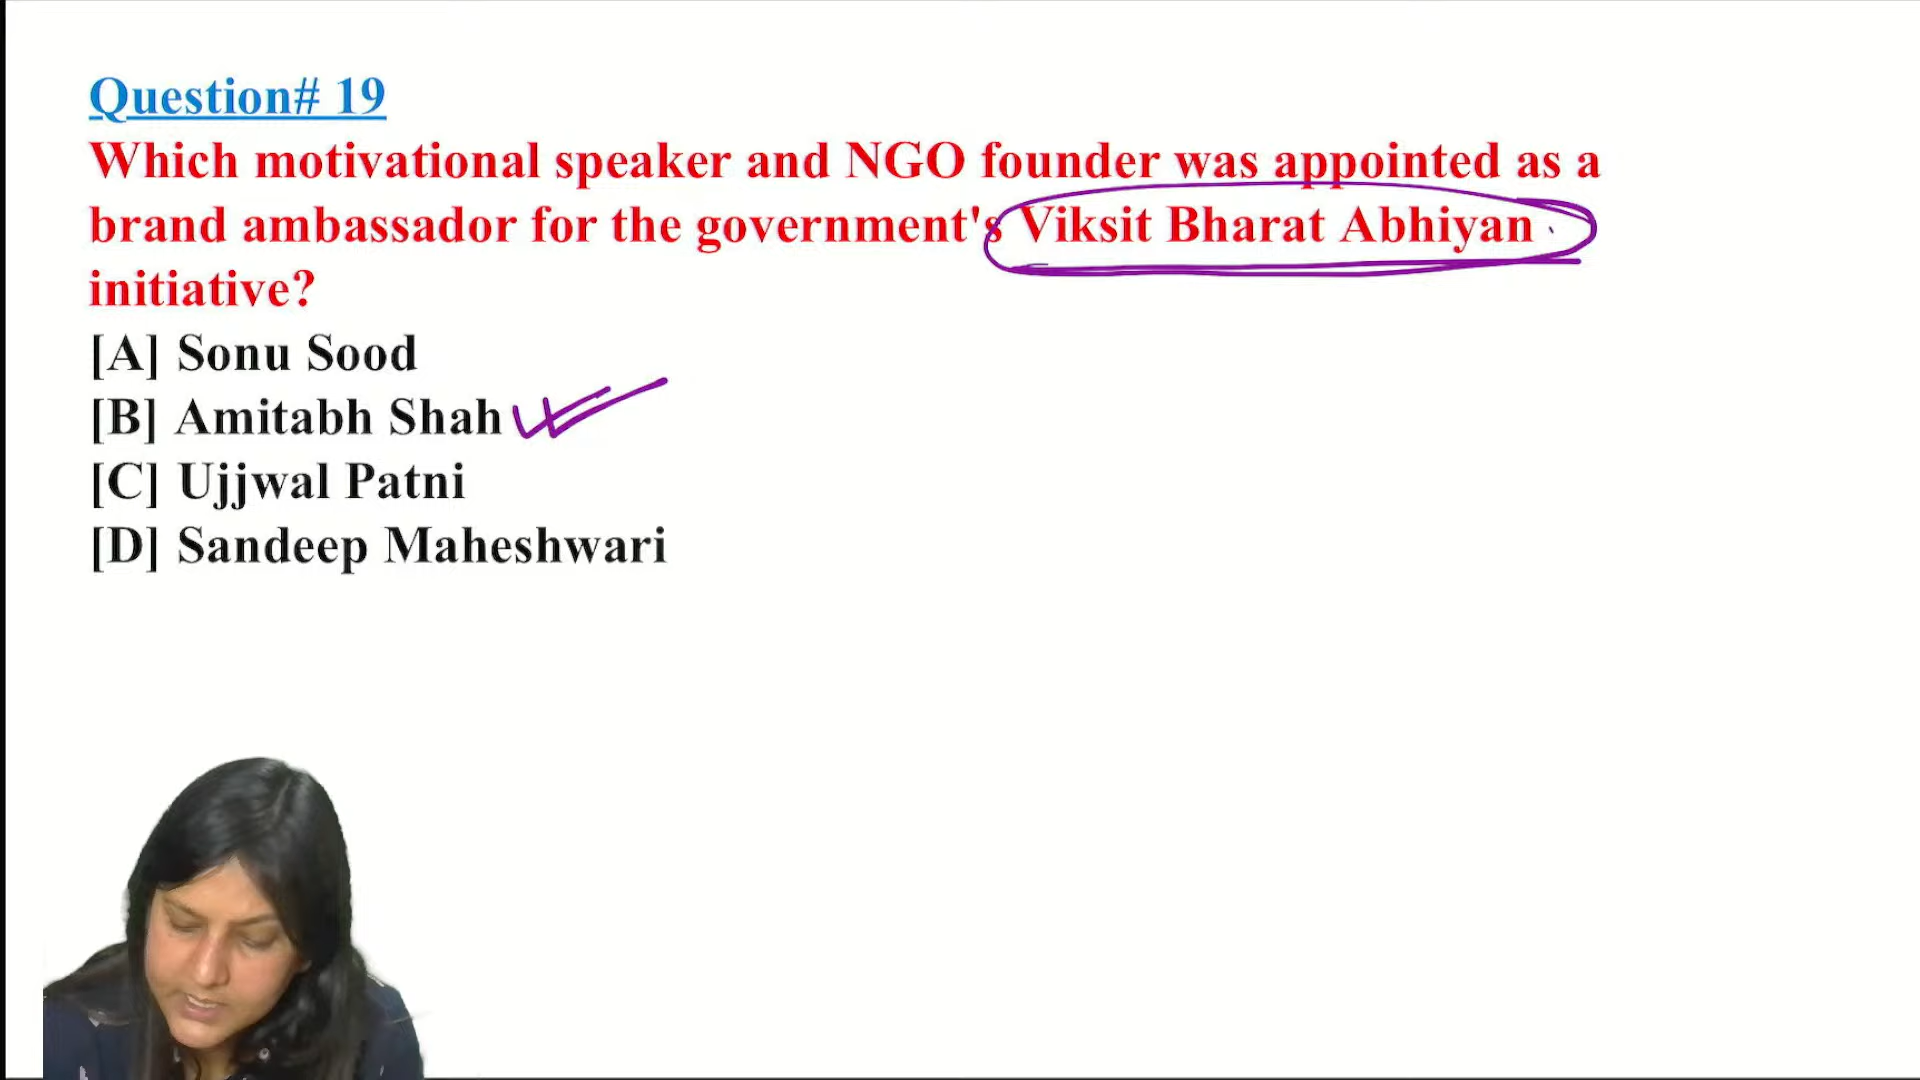 Question# 19
Which motivational speaker and NGO founder was appointed as a
brand ambassador for the government's Viksit Bharat Abhiyan
initiative?
[A] Sonu Sood
[B] Amitabh Shah
[C] Ujjwal Patni
[D] Sandeep Maheshwari